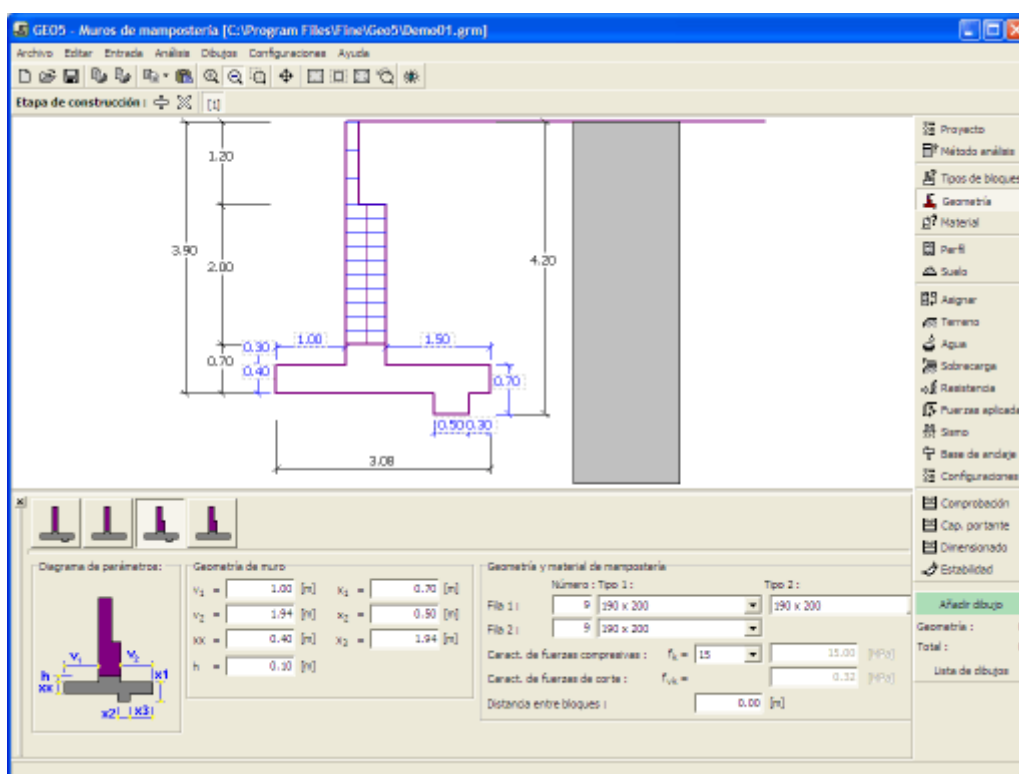 GEO5 - Muros de mampostería [C:\Program Files\Fine\Geo5\Demo01.grm]
Archivo Editar Entrada Análisis Dibujos Configuraciones Ayuda
Etapa de construcción : [1]
1.20
3.90
2.00
4.20
0.30
1.00
1.50
0.70
0.40
0.70
0.50
0.30
3.08
Proyecto
Método análisis
Tipos de bloques
Geometría
Material
Perfil
Suelo
Asignar
Terreno
Agua
Sobrecarga
Resistencia
Fuerzas aplicada
Sismo
Base de anclaje
Configuraciones
Comprobación
Cap. portante
Dimensionado
Estabilidad
Añadir dibujo
Geometría :
Total :
Lista de dibujos
Diagrama de parámetros:
v1
v2
h
xx
x1
x2
x3
Geometría de muro
v1 = 1.00 [m] x1 = 0.70 [m]
v2 = 1.94 [m] x2 = 0.50 [m]
xx = 0.40 [m] x3 = 1.94 [m]
h = 0.10 [m]
Geometría y material de mampostería
Número : Tipo 1 : Tipo 2 :
Fila 1 : 9 190 x 200 190 x 200
Fila 2 : 9 190 x 200
Caract. de fuerzas compresivas : fk = 15 15.00 [MPa]
Caract. de fuerzas de corte : fvk = 0.32 [MPa]
Distancia entre bloques : 0.00 [m]